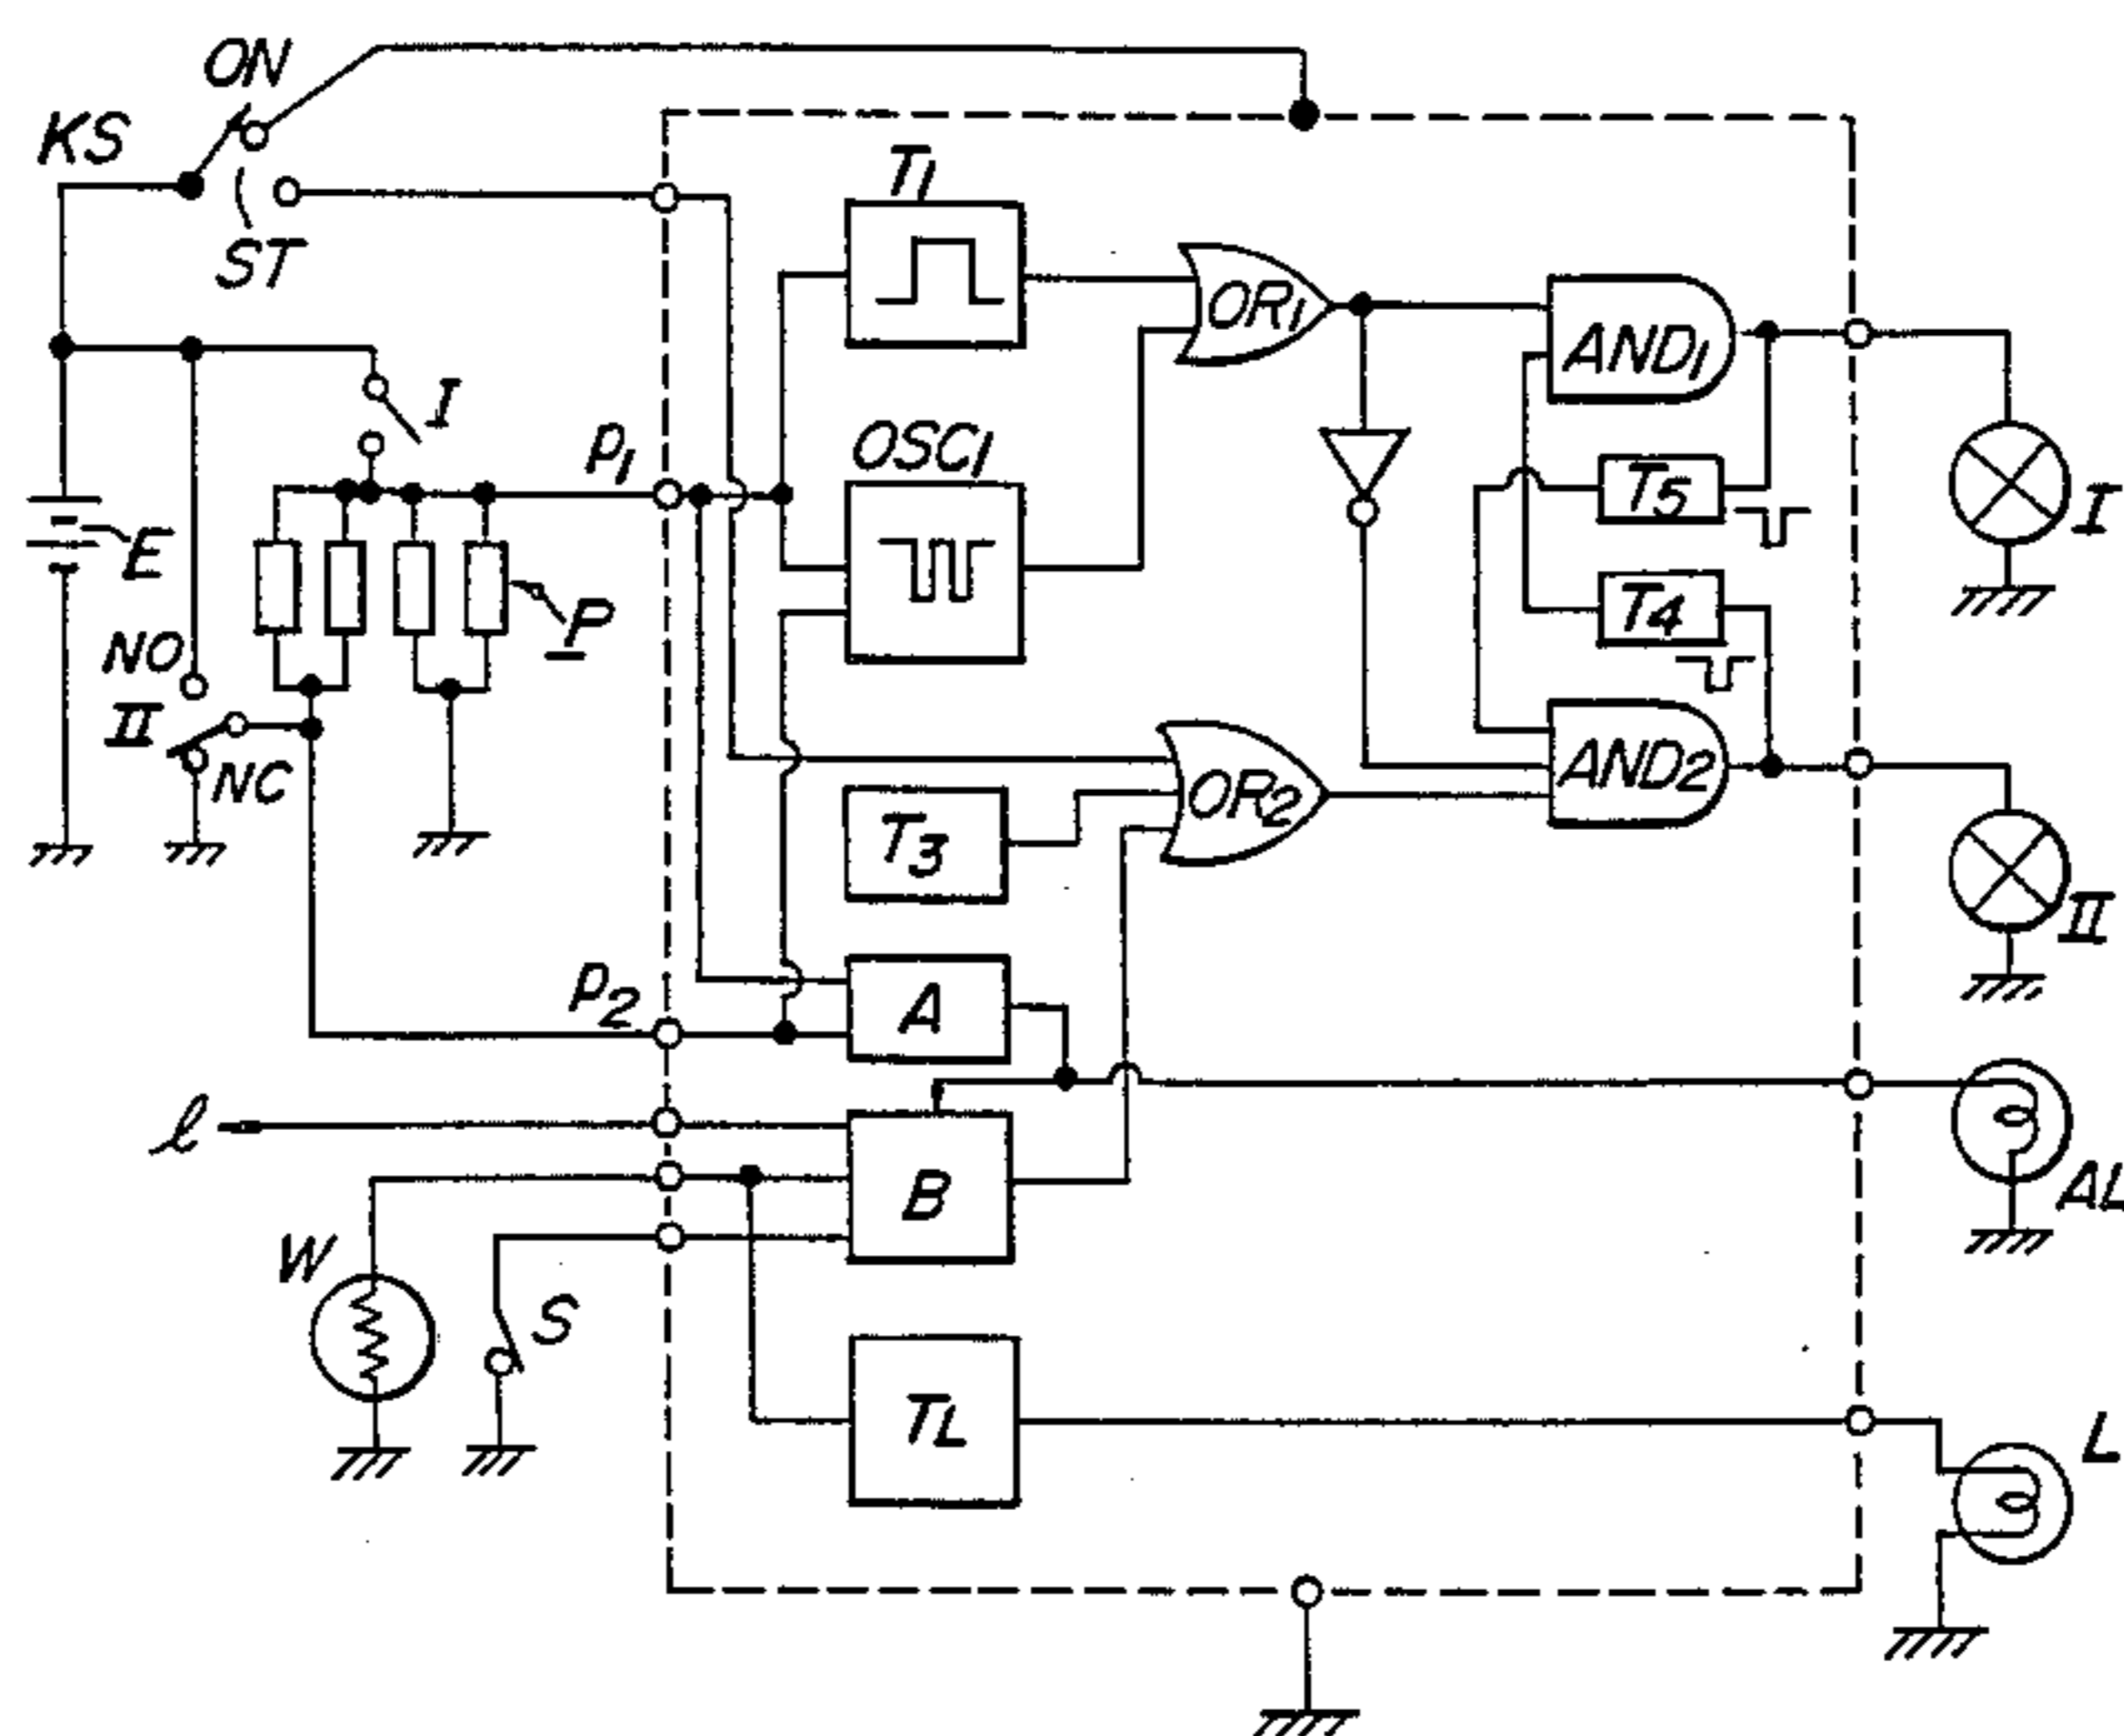 ON
KS
ST
T1
OR1
AND1
I
P1
OSC1
T5
I
E
P
T4
NO
II
NC
OR2
AND2
T3
II
P2
A
l
B
AL
W
S
TL
L